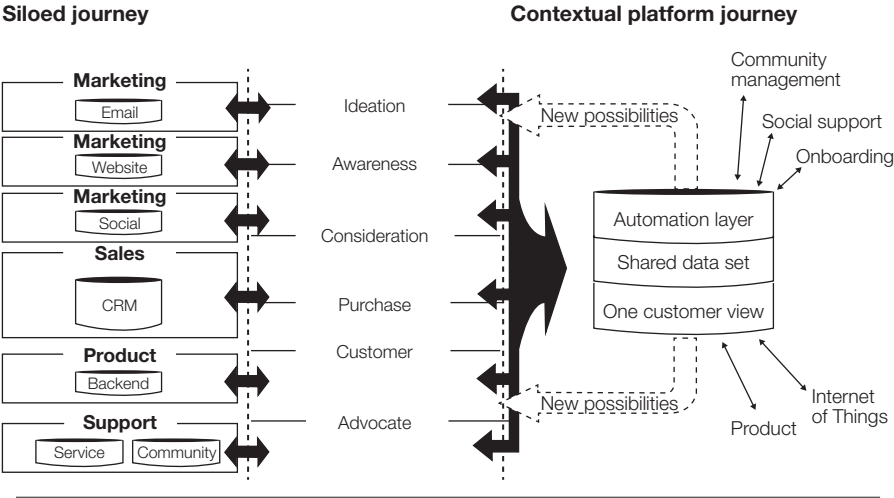 Siloed journey
Contextual platform journey
Marketing
Email
Marketing
Website
Marketing
Social
Sales
CRM
Product
Backend
Support
Service
Community
Ideation
Awareness
Consideration
Purchase
Customer
Advocate
New possibilities
New possibilities
Automation layer
Shared data set
One customer view
Community
management
Social support
Onboarding
Internet
of Things
Product